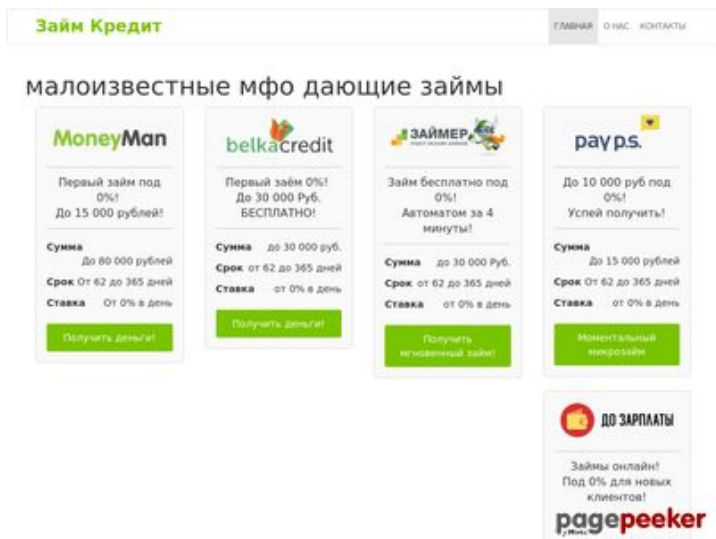 Займ Кредит
ГЛАВНАЯ О НАС. КОНТАКТЫ
малоизвестные мфо дающие займы
MoneyMan
Первый займ под
0%!
До 15 000 рублей!
Сумма
До 80 000 рублей
Срок От 62 до 365 дней
Ставка От 0% в день
Получить деньги!
belkacredit
Первый заём 0%!
До 30 000 Руб.
БЕСПЛАТНО!
Сумма до 30 000 руб.
Срок от 62 до 365 дней
Ставка от 0% в день
Получить деньги!
ЗАЙМЕР
Займ бесплатно под
0%!
Автоматом за 4
минуты!
Сумма до 30 000 Руб.
Срок от 62 до 365 дней
Ставка от 0% в день
Получить
мгновенный займ!
pay p.s.
До 10 000 руб под
0%!
Успей получить!
Сумма
До 15 000 рублей
Срок От 62 до 365 дней
Ставка от 0% в день
Моментальный
микрозайм
ДО ЗАРПЛАТЫ
Займы онлайн!
Под 0% для новых
клиентов!
pagepeeker